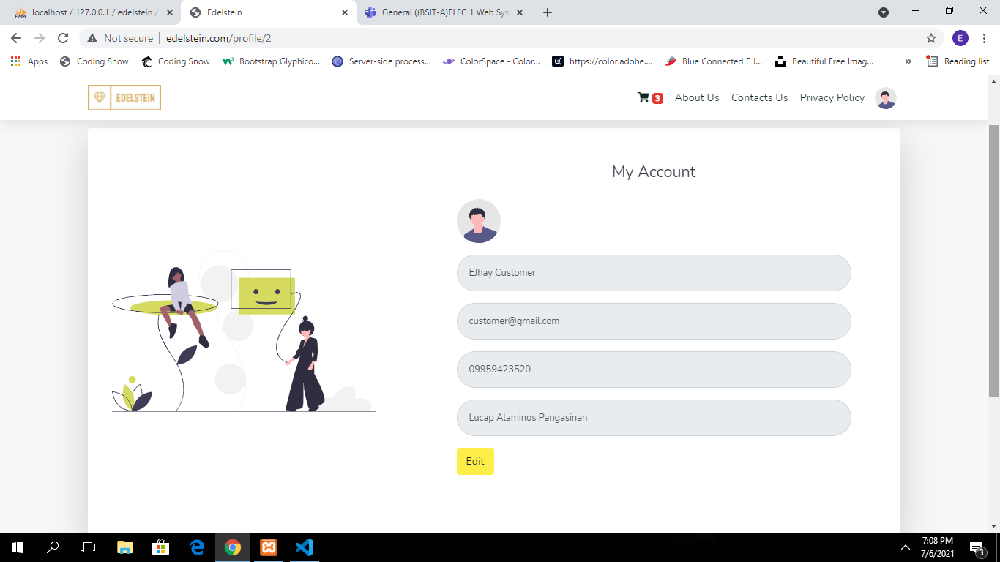 localhost / 127.0.0.1 / edelstein /
Edelstein
General ((BSIT-A)ELEC 1 Web Sys
Not secure
edelstein.com/profile/2
E
Apps
Coding Snow
Coding Snow
Bootstrap Glyphico...
Server-side process...
ColorSpace - Color...
https://color.adobe....
Blue Connected E J...
Beautiful Free Imag...
Reading list
EDELSTEIN
3
About Us
Contacts Us
Privacy Policy
My Account
EJhay Customer
customer@gmail.com
09959423520
Lucap Alaminos Pangasinan
Edit
7:08 PM
7/6/2021
3